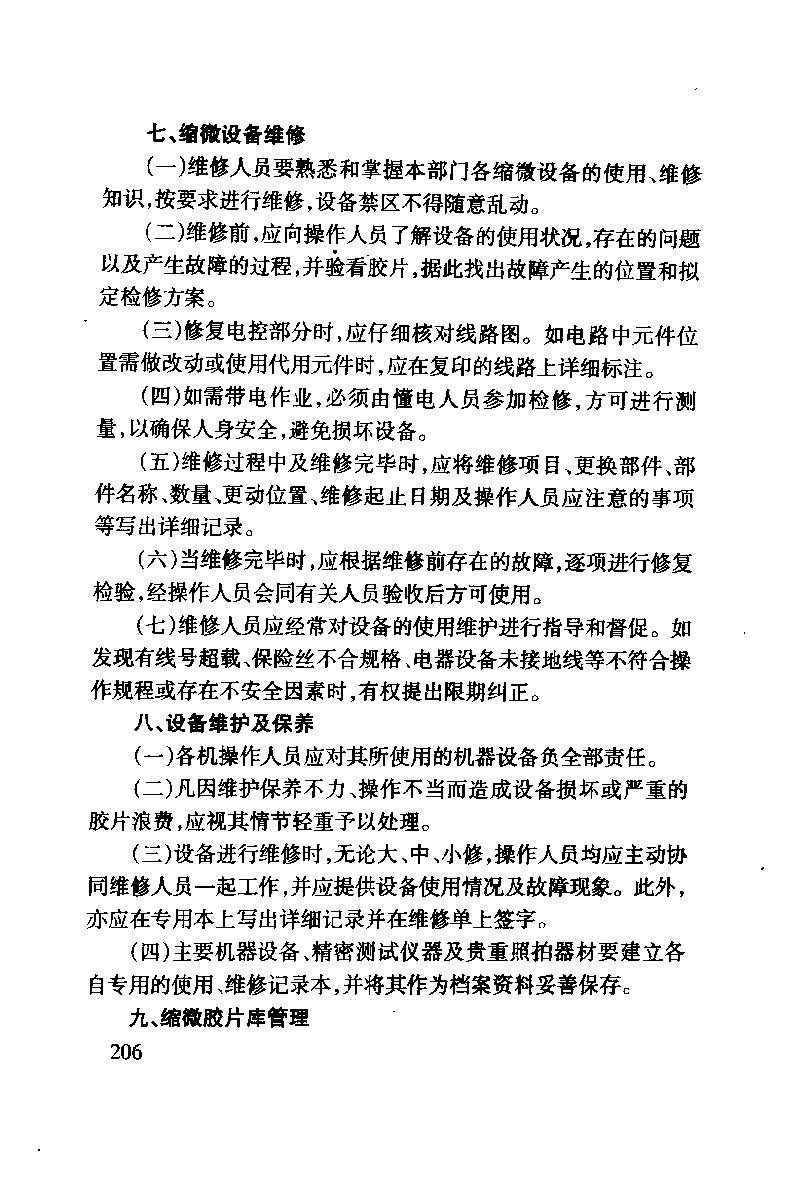 七、缩微设备维修
(一)维修人员要熟悉和掌握本部门各缩微设备的使用、维修
知识,按要求进行维修,设备禁区不得随意乱动。
(二)维修前,应向操作人员了解设备的使用状况,存在的问题
以及产生故障的过程,并验看胶片,据此找出故障产生的位置和拟
定检修方案。
(三)修复电控部分时,应仔细核对线路图。如电路中元件位
置需做改动或使用代用元件时,应在复印的线路上详细标注。
(四)如需带电作业,必须由懂电人员参加检修,方可进行测
量,以确保人身安全,避免损坏设备。
(五)维修过程中及维修完毕时,应将维修项目、更换部件、部
件名称、数量、更动位置、维修起止日期及操作人员应注意的事项
等写出详细记录。
(六)当维修完毕时,应根据维修前存在的故障,逐项进行修复
检验,经操作人员会同有关人员验收后方可使用。
(七)维修人员应经常对设备的使用维护进行指导和督促。如
发现有线号超载、保险丝不合规格、电器设备未接地线等不符合操
作规程或存在不安全因素时,有权提出限期纠正。
八、设备维护及保养
(一)各机操作人员应对其所使用的机器设备负全部责任。
(二)凡因维护保养不力、操作不当而造成设备损坏或严重的
胶片浪费,应视其情节轻重予以处理。
(三)设备进行维修时,无论大、中、小修,操作人员均应主动协
同维修人员一起工作,并应提供设备使用情况及故障现象。此外,
亦应在专用本上写出详细记录并在维修单上签字。
(四)主要机器设备、精密测试仪器及贵重照拍器材要建立各
自专用的使用、维修记录本,并将其作为档案资料妥善保存。
九、缩微胶片库管理
206